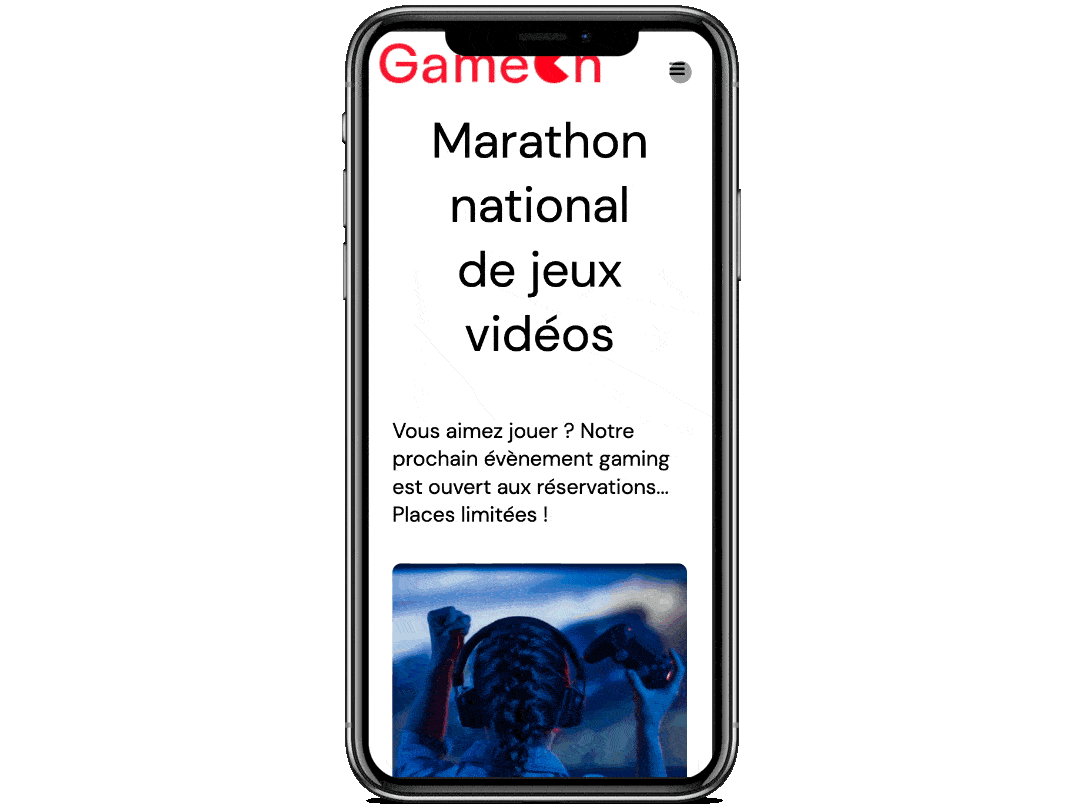 GameOn
Marathon
national
de jeux
vidéos
Vous aimez jouer ? Notre
prochain évènement gaming
est ouvert aux réservations...
Places limitées !